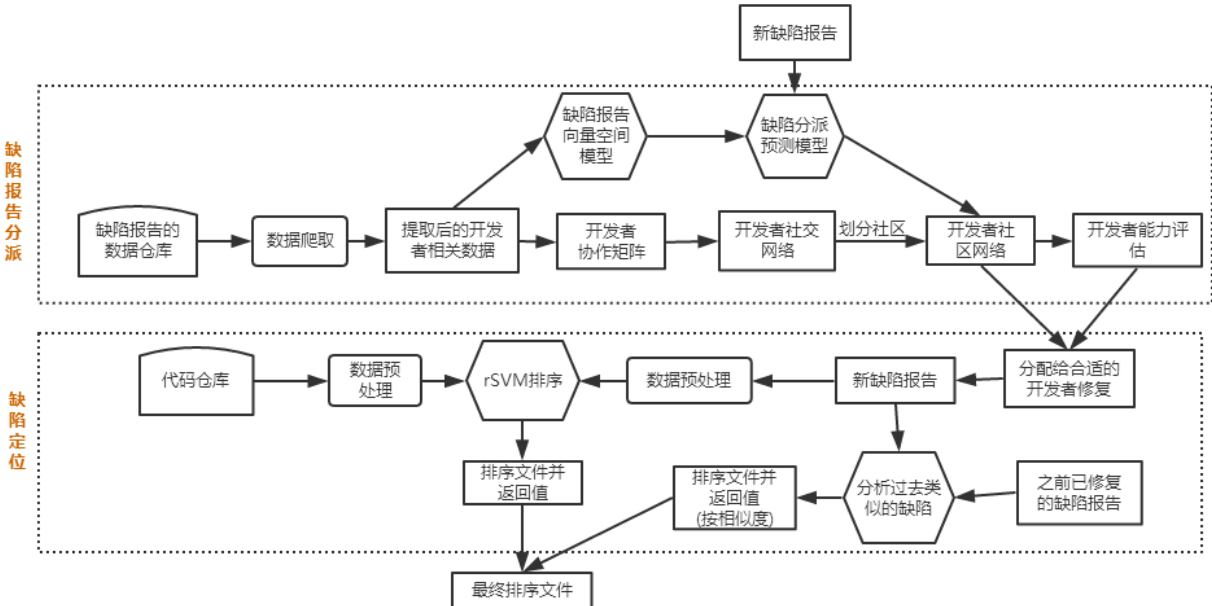 新缺陷报告
缺陷报告分派
缺陷报告
向量空间
模型
缺陷分派
预测模型
缺陷报告的
数据仓库
数据爬取
提取后的开发
者相关数据
开发者
协作矩阵
开发者社交
网络
划分社区
开发者社
区网络
开发者能力评
估
缺陷定位
代码仓库
数据预
处理
rSVM排序
数据预处理
新缺陷报告
分配给合适的
开发者修复
排序文件并
返回值
排序文件并
返回值
(按相似度)
分析过去类
似的缺陷
之前已修复
的缺陷报告
最终排序文件